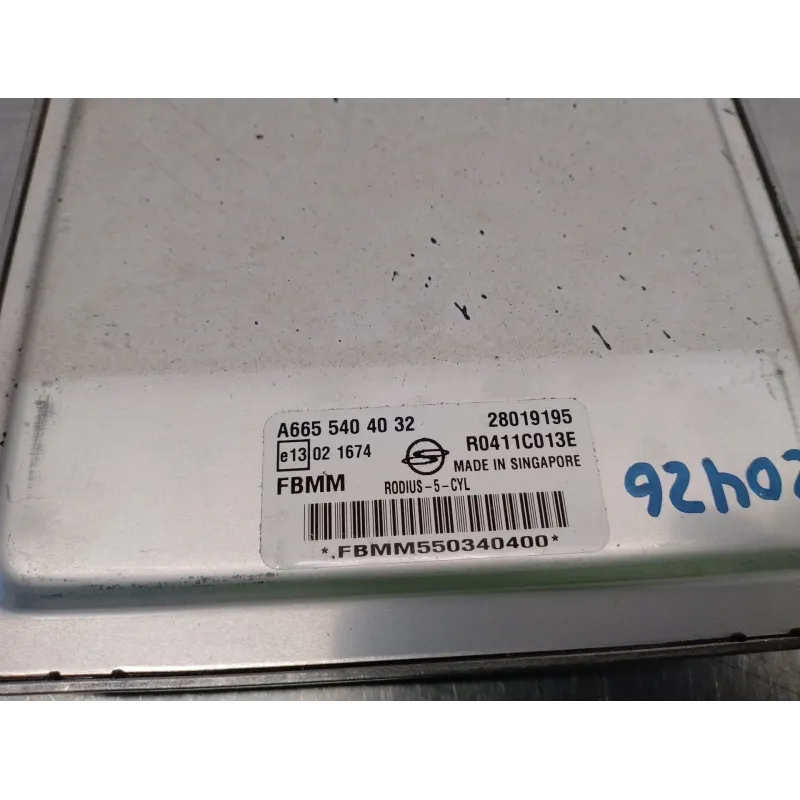 A665 540 40 32 28019195
e13 02 1674 R0411C013E
MADE IN SINGAPORE
FBMM RODIUS-5-CYL
*FBMM550340400*
20426